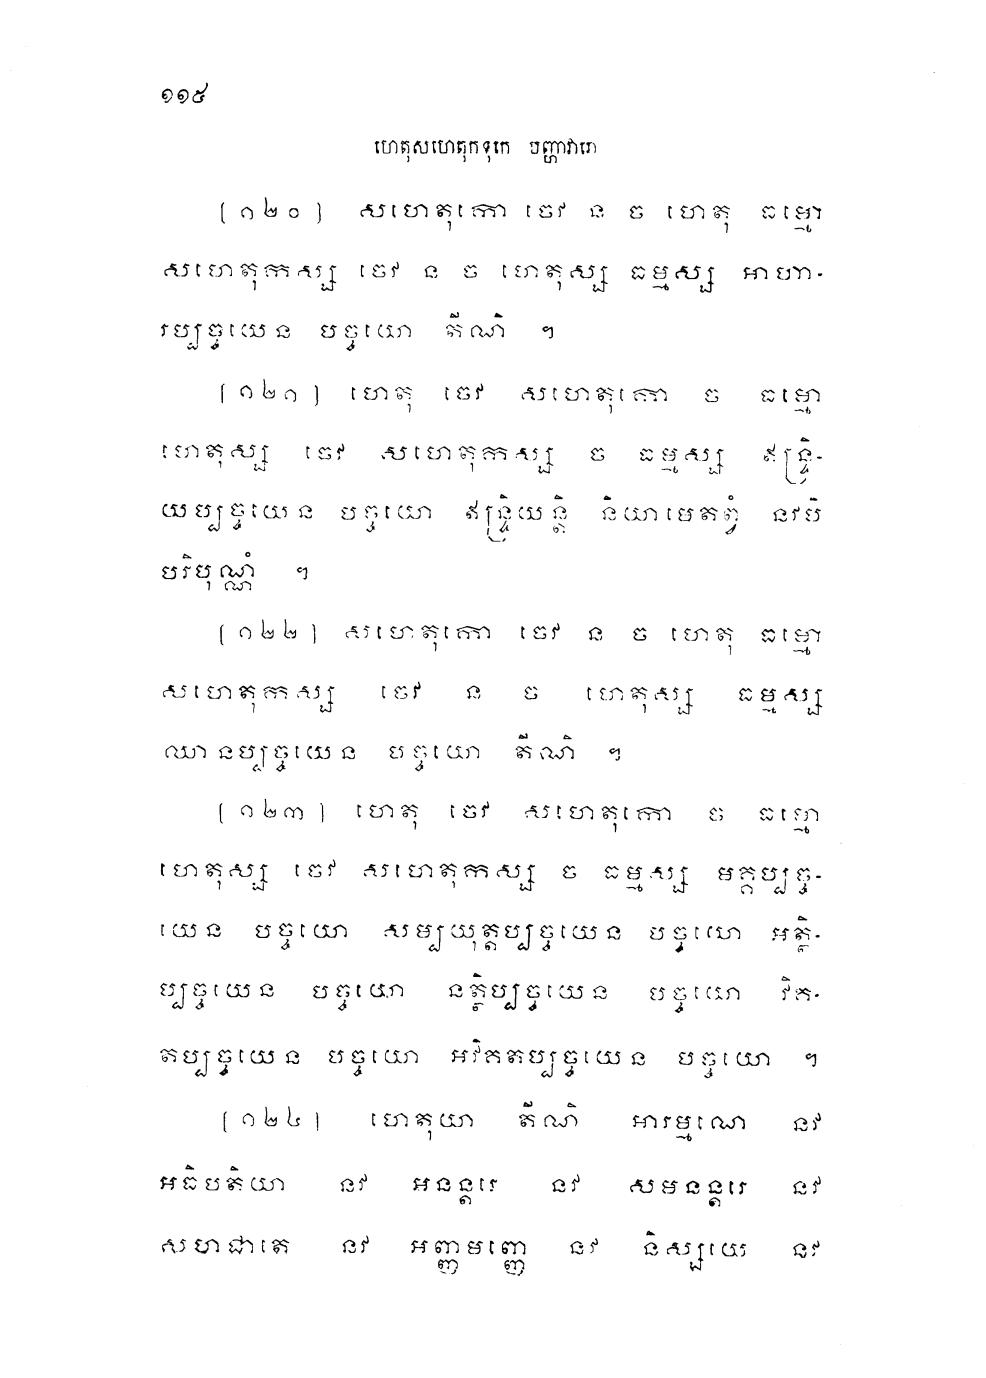 ១១៥
ហេតុសហេតុកទុកេ បញ្ហាវារោ
[១២០] សហេតុកោ ចេវ ន ច ហេតុ ធម្មោ
សហេតុកស្ស ចេវ ន ច ហេតុស្ស ធម្មស្ស អាហា-
រប្បច្ចយេន បច្ចយោ តីណិ ។
[១២១] ហេតុ ចេវ សហេតុកោ ច ធម្មោ
ហេតុស្ស ចេវ សហេតុកស្ស ច ធម្មស្ស ឥន្ទ្រិ-
យប្បច្ចយេន បច្ចយោ ឥន្ទ្រិយន្តិ និយាមេតព្វំ នវបិ
បរិបុណ្ណំ ។
[១២២] សហេតុកោ ចេវ ន ច ហេតុ ធម្មោ
សហេតុកស្ស ចេវ ន ច ហេតុស្ស ធម្មស្ស
ឈានប្បច្ចយេន បច្ចយោ តីណិ ។
[១២៣] ហេតុ ចេវ សហេតុកោ ច ធម្មោ
ហេតុស្ស ចេវ សហេតុកស្ស ច ធម្មស្ស មគ្គប្បច្ច-
យេន បច្ចយោ សម្បយុត្តប្បច្ចយេន បច្ចយោ អត្ថិ-
ប្បច្ចយេន បច្ចយោ នត្ថិប្បច្ចយេន បច្ចយោ វិគ-
តប្បច្ចយេន បច្ចយោ អវិគតប្បច្ចយេន បច្ចយោ ។
[១២៤] ហេតុយា តីណិ អារម្មណេ នវ
អធិបតិយា នវ អនន្តរេ នវ សមនន្តរេ នវ
សហជាតេ នវ អញ្ញមញ្ញេ នវ និស្សយេ នវ